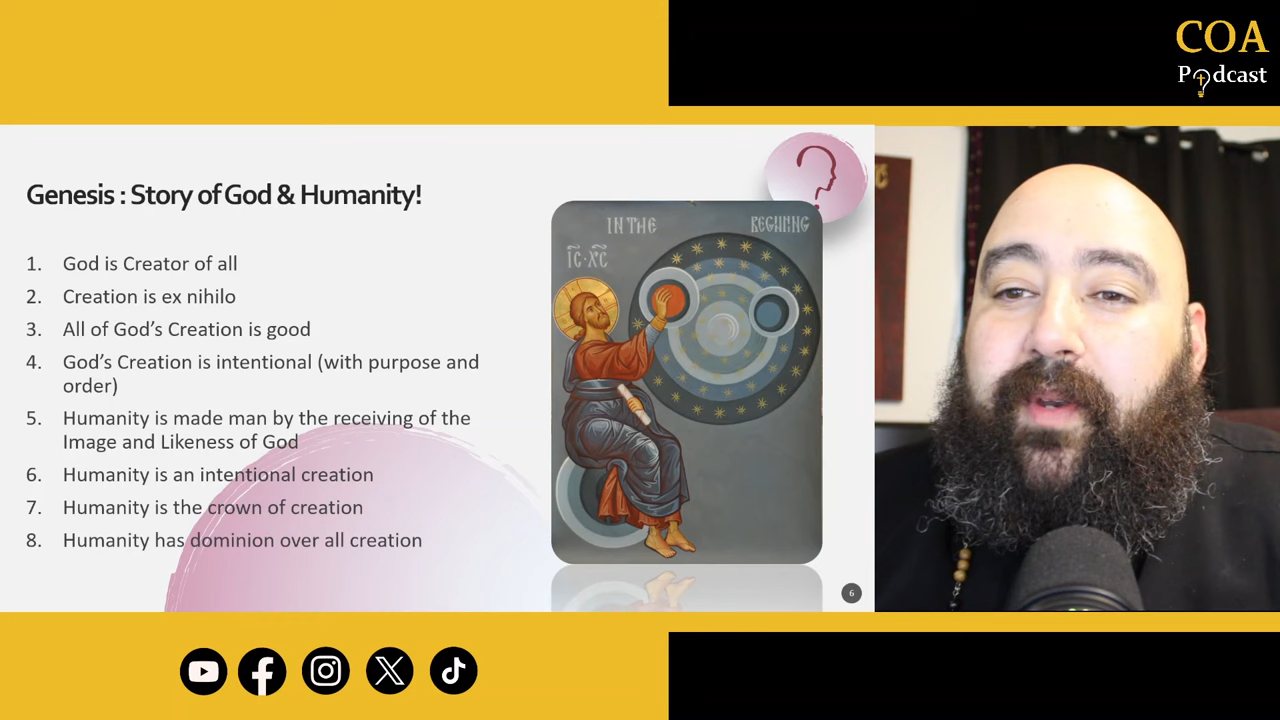 COA
Podcast
Genesis : Story of God & Humanity!
1. God is Creator of all
2. Creation is ex nihilo
3. All of God’s Creation is good
4. God’s Creation is intentional (with purpose and
order)
5. Humanity is made man by the receiving of the
Image and Likeness of God
6. Humanity is an intentional creation
7. Humanity is the crown of creation
8. Humanity has dominion over all creation
IN THE BEGINING
IC·XC
6